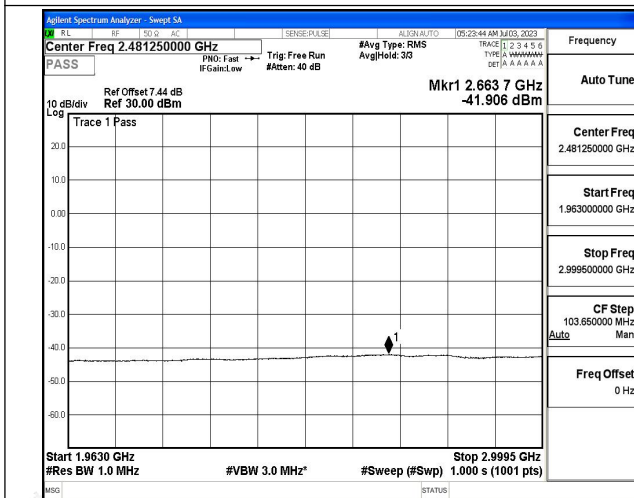 Agilent Spectrum Analyzer - Swept SA
LXI RL RF 50 Ω AC SENSE:PULSE ALIGN AUTO 05:23:44 AM Jul 03, 2023
Center Freq 2.481250000 GHz #Avg Type: RMS TRACE 1 2 3 4 5 6
PASS PNO: Fast Trig: Free Run Avg|Hold: 3/3 TYPE A WWWWW
IFGain:Low #Atten: 40 dB DET A A A A A A
Ref Offset 7.44 dB Mkr1 2.663 7 GHz
10 dB/div Ref 30.00 dBm -41.906 dBm
Log
Trace 1 Pass
20.0
10.0
0.00
-10.0
-20.0
-30.0
-40.0
-50.0
-60.0
1
Start 1.9630 GHz Stop 2.9995 GHz
#Res BW 1.0 MHz #VBW 3.0 MHz* #Sweep (#Swp) 1.000 s (1001 pts)
MSG STATUS
Frequency
Auto Tune
Center Freq
2.481250000 GHz
Start Freq
1.963000000 GHz
Stop Freq
2.999500000 GHz
CF Step
103.650000 MHz
Auto Man
Freq Offset
0 Hz